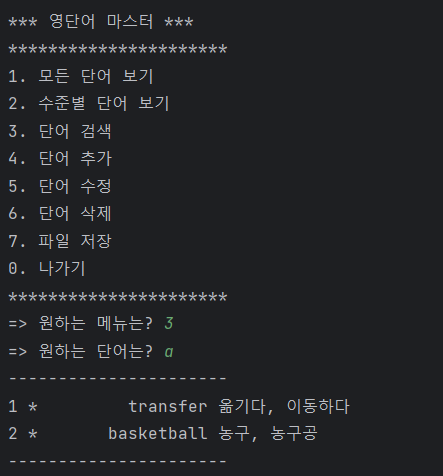 *** 영단어 마스터 ***
**********************
1. 모든 단어 보기
2. 수준별 단어 보기
3. 단어 검색
4. 단어 추가
5. 단어 수정
6. 단어 삭제
7. 파일 저장
0. 나가기
**********************
=> 원하는 메뉴는? 3
=> 원하는 단어는? a
----------------------
1 *         transfer 옮기다, 이동하다
2 *       basketball 농구, 농구공
----------------------